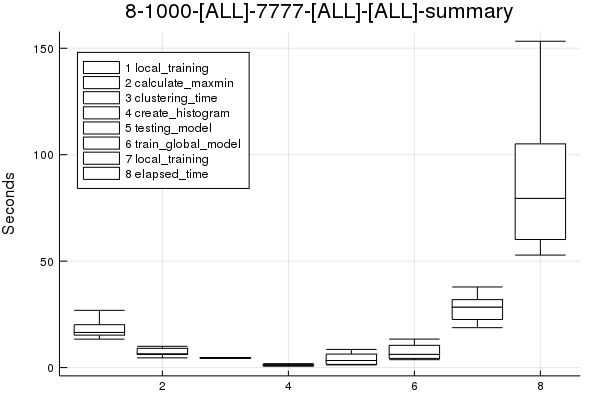 8-1000-[ALL]-7777-[ALL]-[ALL]-summary
150
1 local_training
2 calculate_maxmin
3 clustering_time
4 create_histogram
5 testing_model
6 train_global_model
7 local_training
8 elapsed_time
100
Seconds
50
0
2 4 6 8